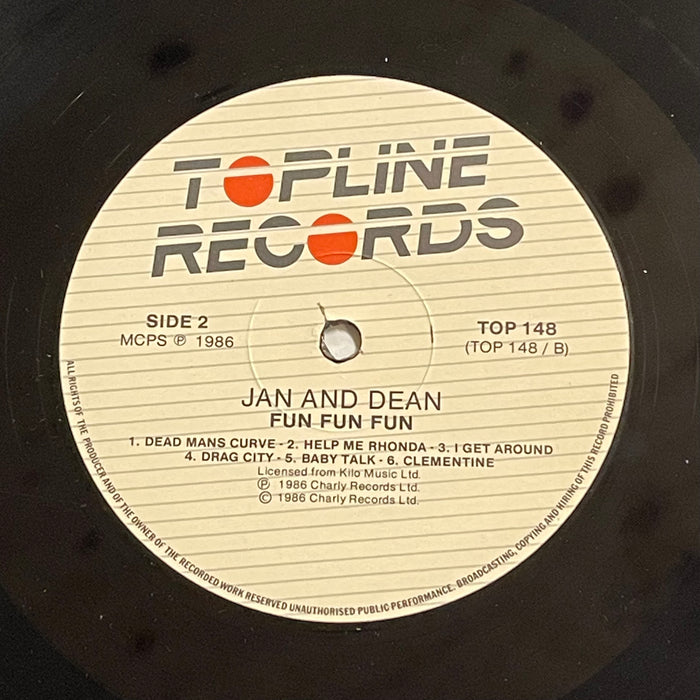 TOPLINE
RECORDS
SIDE 2
MCPS ℗ 1986
TOP 148
(TOP 148 / B)
JAN AND DEAN
FUN FUN FUN
1. DEAD MANS CURVE - 2. HELP ME RHONDA - 3. I GET AROUND
4. DRAG CITY - 5. BABY TALK - 6. CLEMENTINE
Licensed from Kilo Music Ltd.
℗ 1986 Charly Records Ltd.
© 1986 Charly Records Ltd.
ALL RIGHTS OF THE PRODUCER AND OF THE OWNER OF THE RECORDED WORK RESERVED UNAUTHORISED PUBLIC PERFORMANCE. BROADCASTING, COPYING AND HIRING OF THIS RECORD PROHIBITED